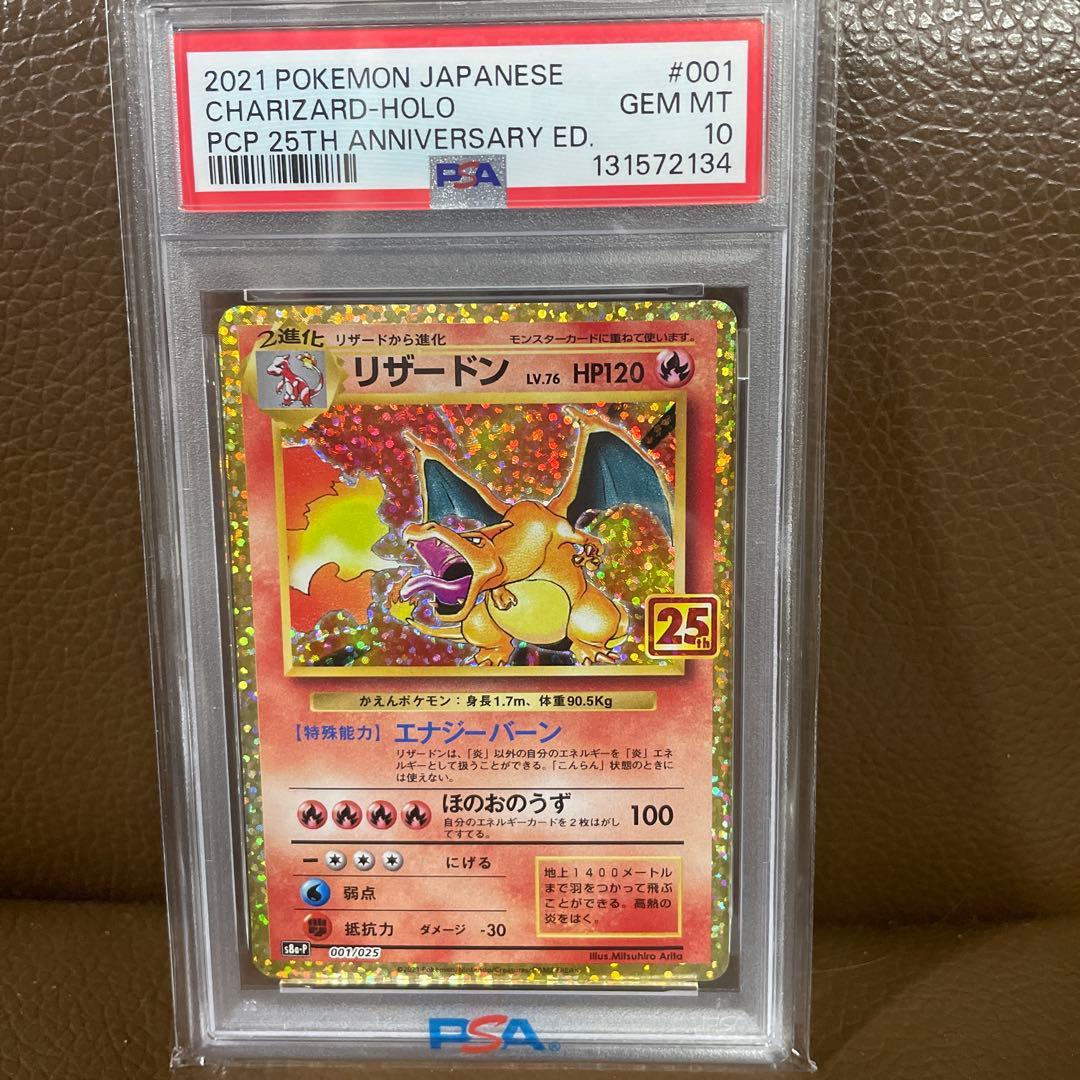 2021 POKEMON JAPANESE #001
CHARIZARD-HOLO GEM MT
PCP 25TH ANNIVERSARY ED. 10
PSA 131572134
2進化 リザードから進化 モンスターカードに重ねて使います。
リザードン LV.76 HP120
25th
かえんポケモン：身長1.7m、体重90.5Kg
【特殊能力】エナジーバーン
リザードンは、「炎」以外の自分のエネルギーを「炎」エネ
ルギーとして扱うことができる。「こんらん」状態のときに
は使えない。
ほのおのうず 100
自分のエネルギーカードを２枚はがし
てすてる。
ー にげる
弱点
抵抗力 ダメージ -30
地上１４００メートル
まで羽をつかって飛ぶ
ことができる。高熱の
炎をはく。
s8a-P 001/025
illus.Mitsuhiro Arita
©2021 Pokémon/Nintendo/Creatures/GAME FREAK
PSA®